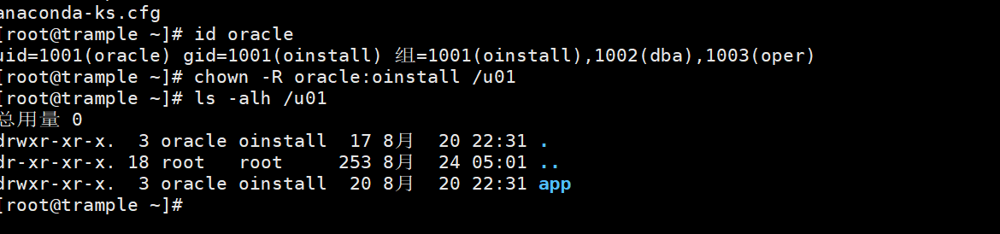 anaconda-ks.cfg
[root@trample ~]# id oracle
uid=1001(oracle) gid=1001(oinstall) 组=1001(oinstall),1002(dba),1003(oper)
[root@trample ~]# chown -R oracle:oinstall /u01
[root@trample ~]# ls -alh /u01
总用量 0
drwxr-xr-x.  3 oracle oinstall  17 8月  20 22:31 .
dr-xr-xr-x. 18 root   root     253 8月  24 05:01 ..
drwxr-xr-x.  3 oracle oinstall  20 8月  20 22:31 app
[root@trample ~]#